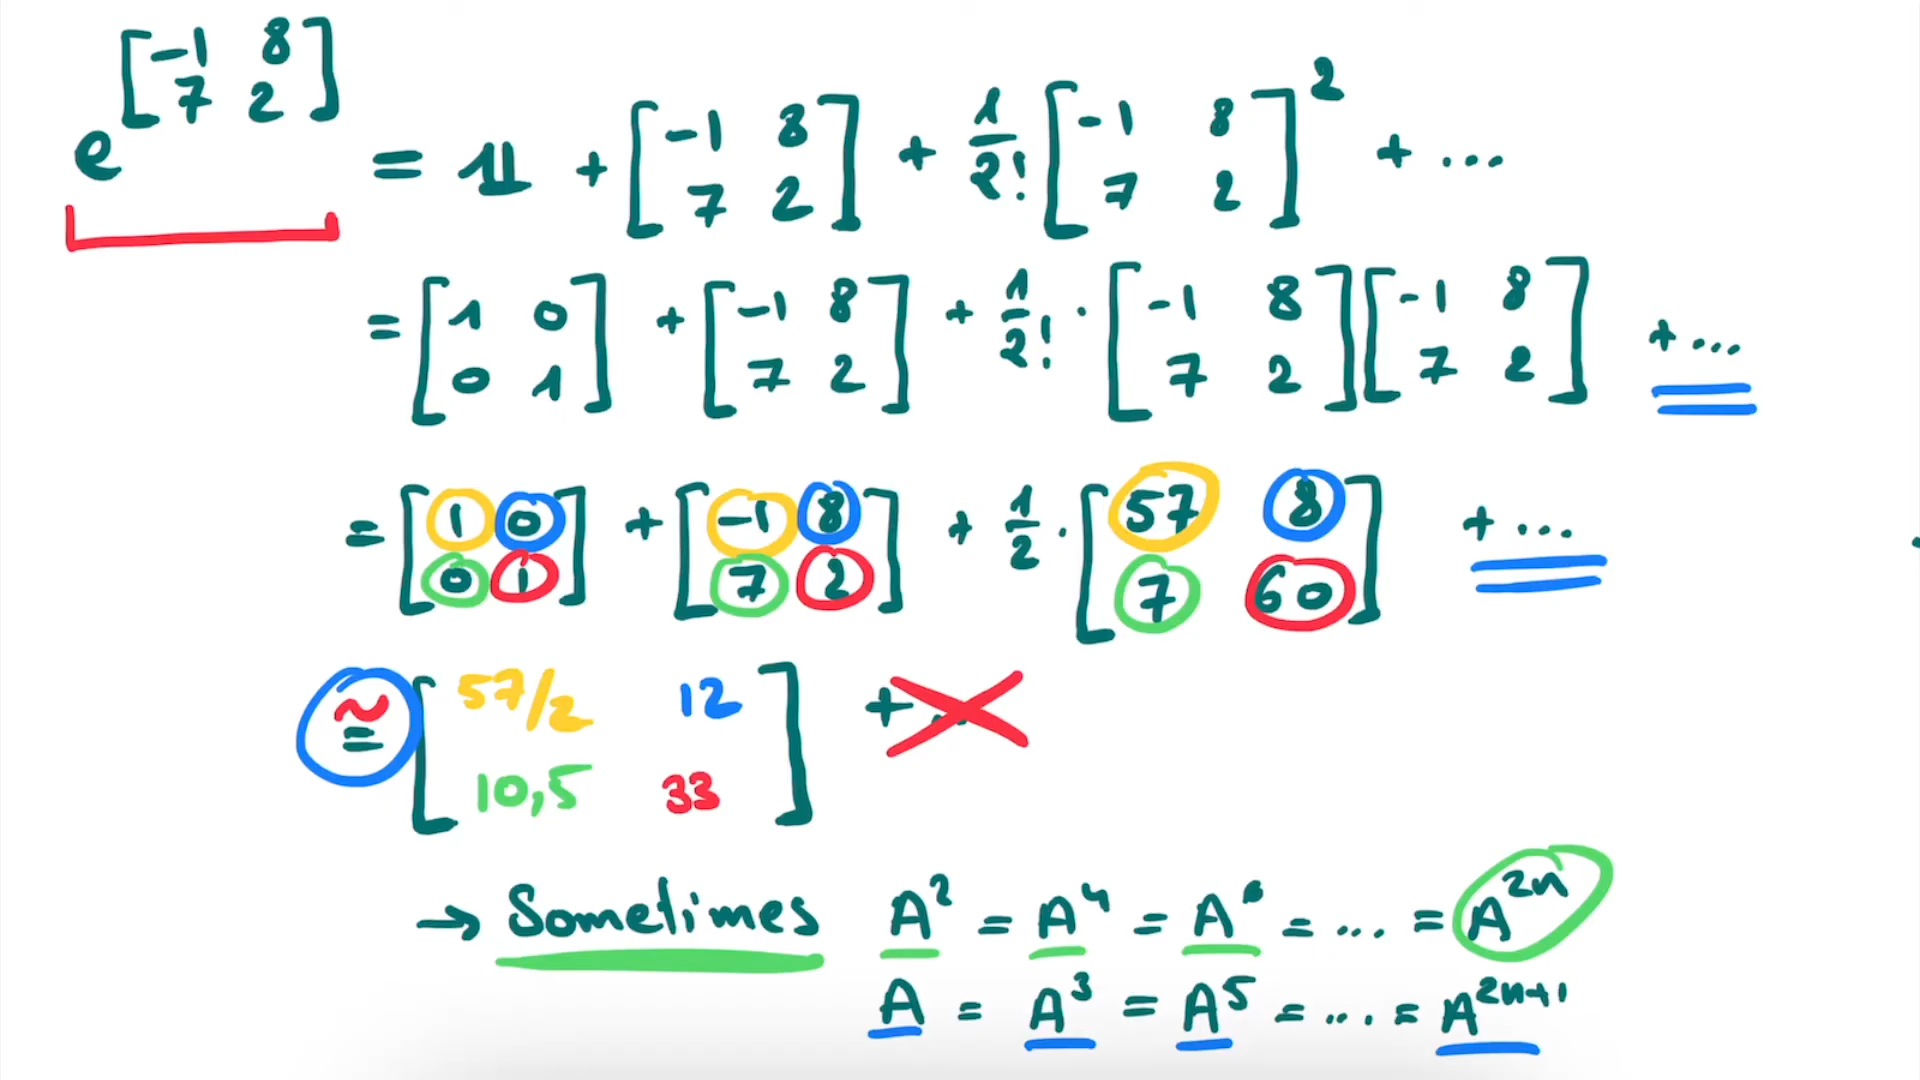 e^[-1 8; 7 2] = 𝟙 + [-1 8; 7 2] + 1/2! [-1 8; 7 2]^2 + ...
= [1 0; 0 1] + [-1 8; 7 2] + 1/2! · [-1 8; 7 2] [-1 8; 7 2] + ...
= [1 0; 0 1] + [-1 8; 7 2] + 1/2 · [57 8; 7 60] + ...
≅ [57/2 12; 10,5 33] + ...
→ Sometimes A^2 = A^4 = A^6 = ... = A^2n
A = A^3 = A^5 = ... = A^2n+1